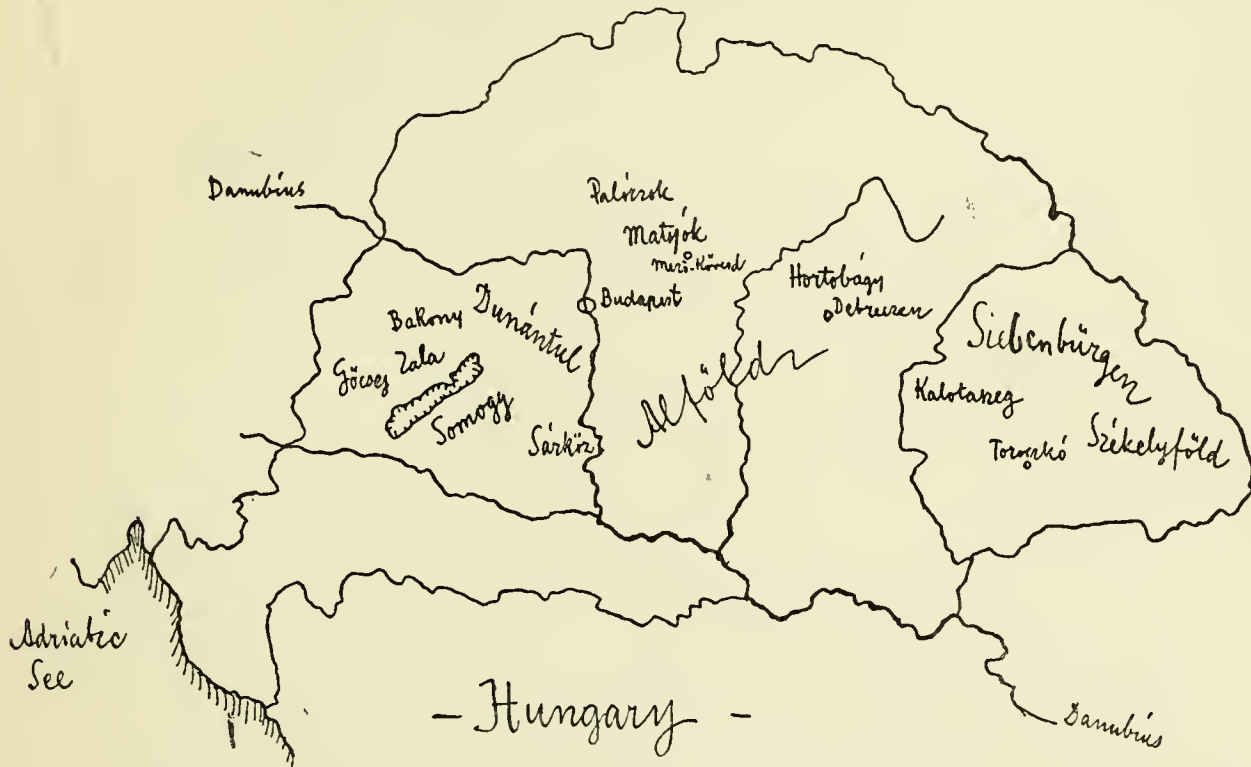 Danubius
Palóczok
Matyók
Mező-Kövesd
Hortobágy
Debreczen
Budapest
Bakony
Dunántul
Zala
Göcsej
Somogy
Sárköz
Alföld
Siebenbürgen
Kalotaszeg
Toroczkó
Székelyföld
Adriatic
See
- Hungary -
Danubius